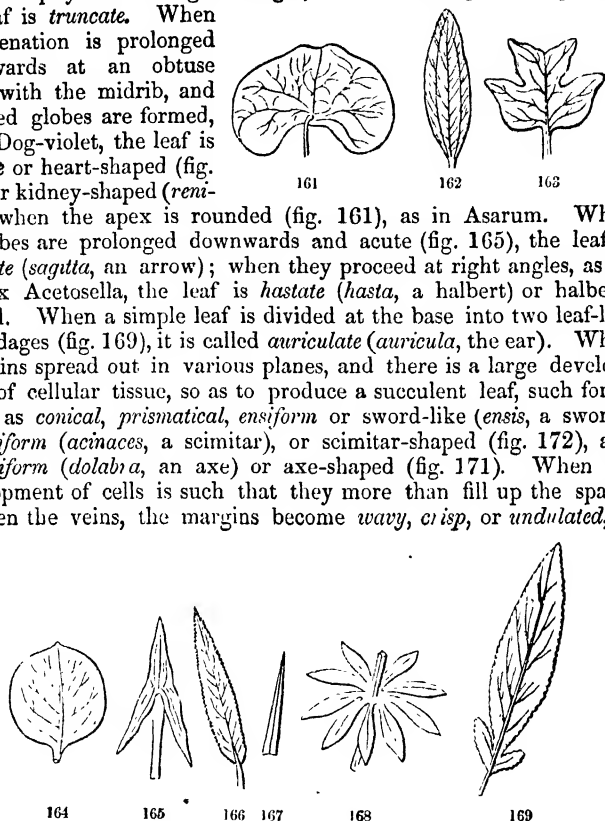 af is truncate. When
enation is prolonged
wards at an obtuse
with the midrib, and
ed globes are formed,
Dog-violet, the leaf is
or heart-shaped (fig.
r kidney-shaped (reni-
when the apex is rounded (fig. 161), as in Asarum. Wh
bes are prolonged downwards and acute (fig. 165), the leaf
te (sagitta, an arrow); when they proceed at right angles, as
x Acetosella, the leaf is hastate (hasta, a halbert) or halbe
l. When a simple leaf is divided at the base into two leaf-l
dages (fig. 169), it is called auriculate (auricula, the ear). Wh
ins spread out in various planes, and there is a large develo
of cellular tissue, so as to produce a succulent leaf, such for
as conical, prismatical, ensiform or sword-like (ensis, a swor
iform (acinaces, a scimitar), or scimitar-shaped (fig. 172), a
iform (dolabra, an axe) or axe-shaped (fig. 171). When
opment of cells is such that they more than fill up the spa
en the veins, the margins become wavy, crisp, or undulated,
161 162 163
164 165 166 167 168 169